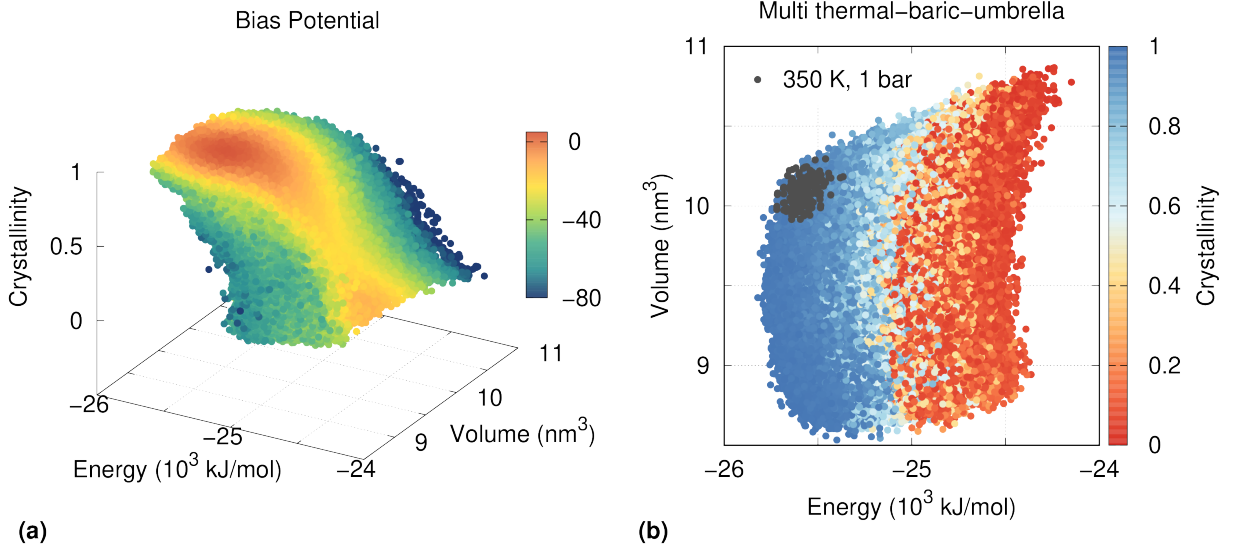 Bias Potential
Crystallinity
1
0.5
0
−26
−25
−24
Energy (10³ kJ/mol)
9
10
11
Volume (nm³)
0
−40
−80
(a)
Multi thermal−baric−umbrella
350 K, 1 bar
Volume (nm³)
11
10
9
−26
−25
−24
Energy (10³ kJ/mol)
1
0.8
0.6
0.4
0.2
0
Crystallinity
(b)